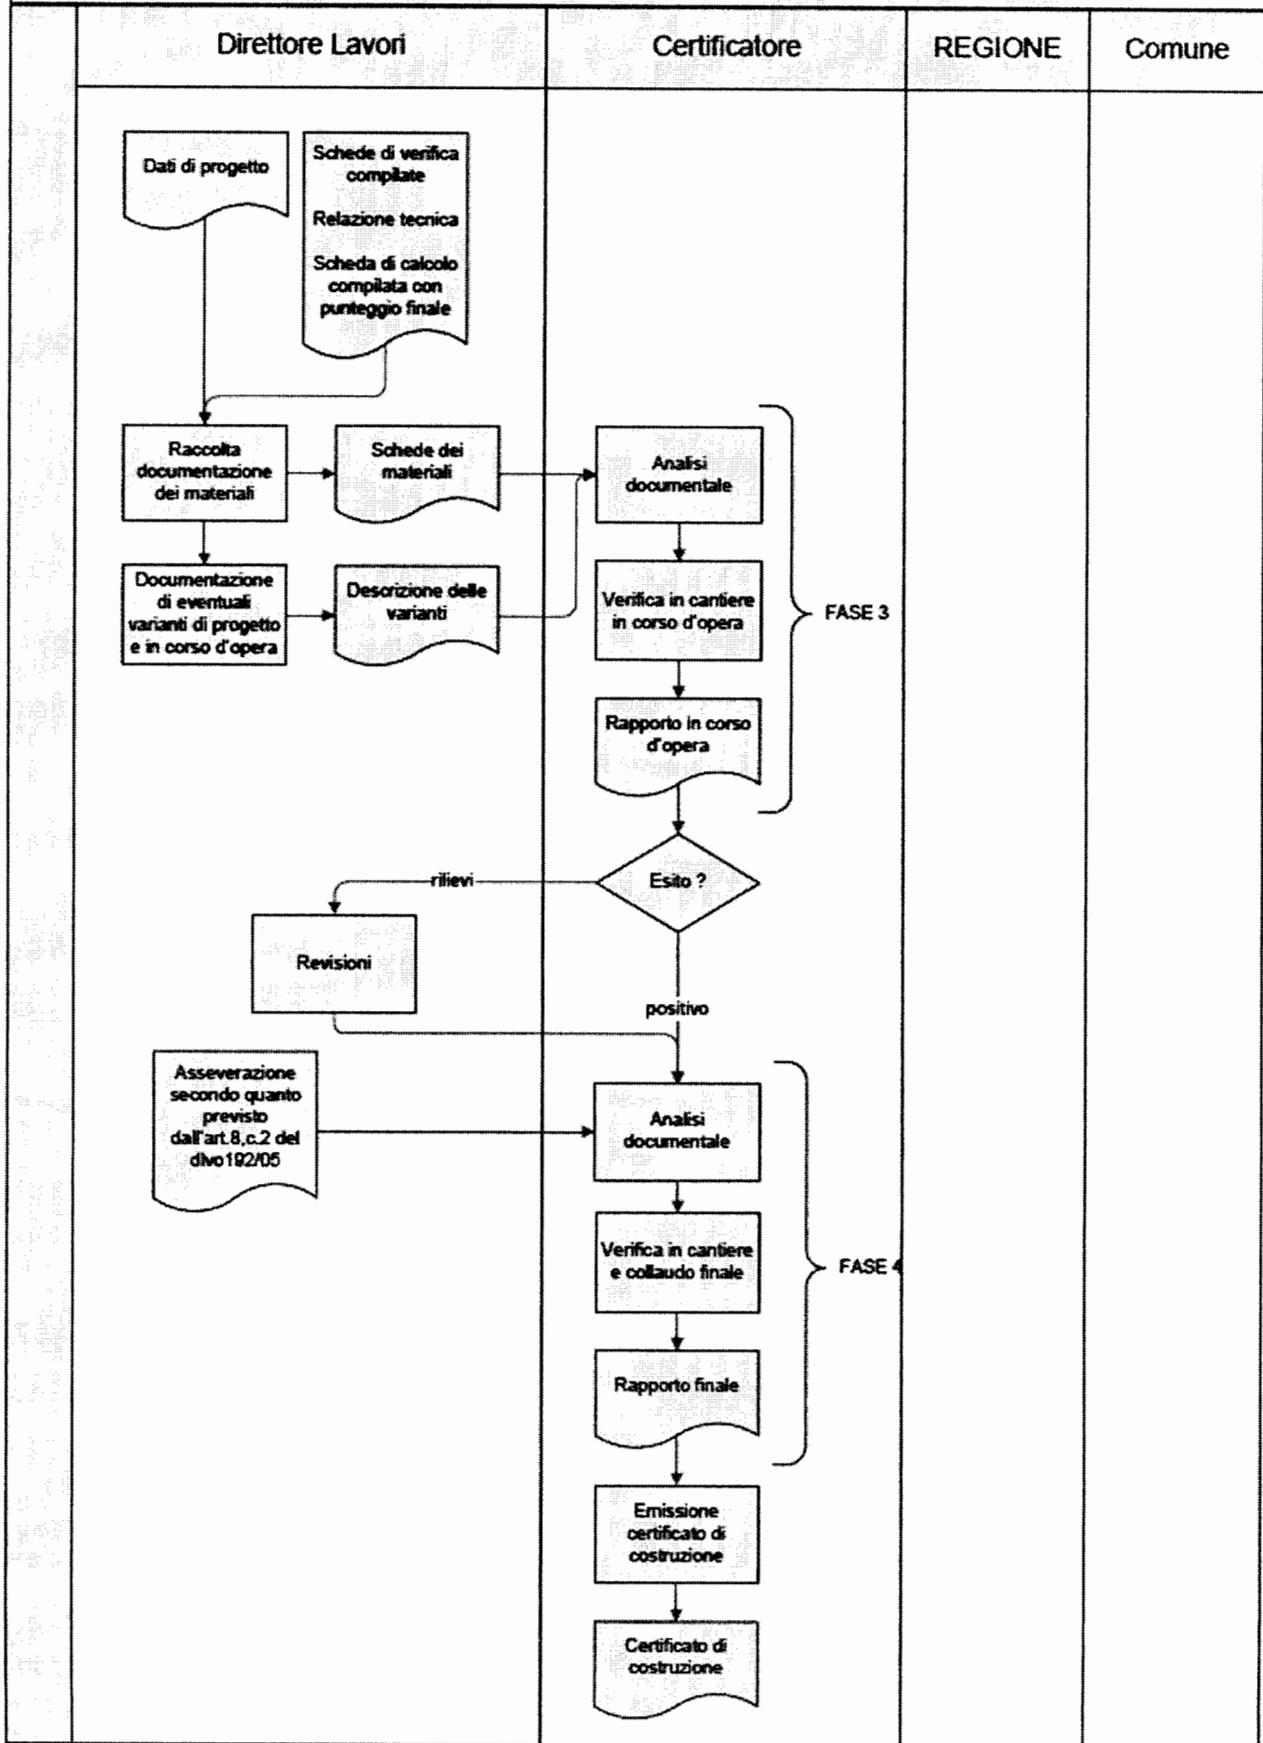 Direttore Lavori
Certificatore
REGIONE
Comune
Dati di progetto
Schede di verifica
compilate
Relazione tecnica
Scheda di calcolo
compilata con
punteggio finale
Raccolta
documentazione
dei materiali
Schede dei
materiali
Analisi
documentale
Documentazione
di eventuali
varianti di progetto
e in corso d'opera
Descrizione delle
varianti
Verifica in cantiere
in corso d'opera
FASE 3
Rapporto in corso
d'opera
Esito ?
rilievi
Revisioni
positivo
Asseverazione
secondo quanto
previsto
dall'art.8,c.2 del
dlvo192/05
Analisi
documentale
Verifica in cantiere
e collaudo finale
FASE 4
Rapporto finale
Emissione
certificato di
costruzione
Certificato di
costruzione